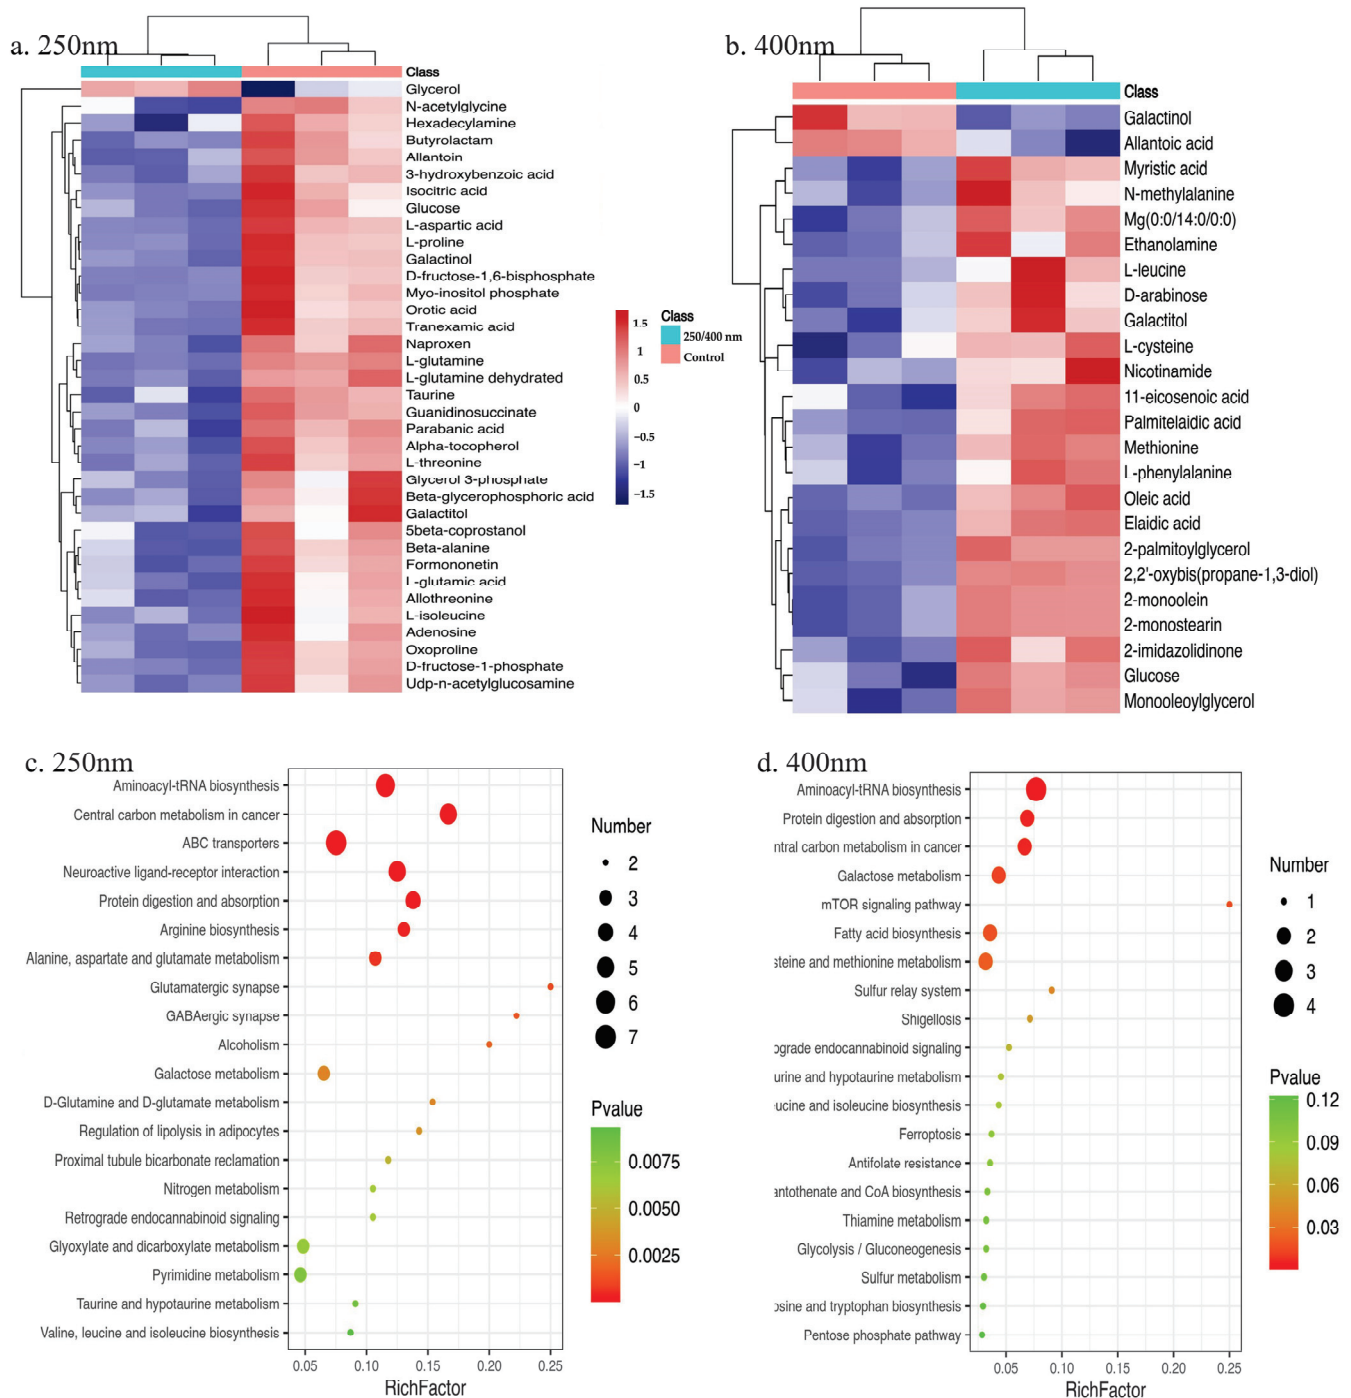 a. 250nm
Class
Glycerol
N-acetylglycine
Hexadecylamine
Butyrolactam
Allantoin
3-hydroxybenzoic acid
Isocitric acid
Glucose
L-aspartic acid
L-proline
Galactinol
D-fructose-1,6-bisphosphate
Myo-inositol phosphate
Orotic acid
Tranexamic acid
Naproxen
L-glutamine
L-glutamine dehydrated
Taurine
Guanidinosuccinate
Parabanic acid
Alpha-tocopherol
L-threonine
Glycerol 3-phosphate
Beta-glycerophosphoric acid
Galactitol
5beta-coprostanol
Beta-alanine
Formononetin
L-glutamic acid
Allothreonine
L-isoleucine
Adenosine
Oxoproline
D-fructose-1-phosphate
Udp-n-acetylglucosamine
1.5
1
0.5
0
−0.5
−1
−1.5
Class
250/400 nm
Control
b. 400nm
Class
Galactinol
Allantoic acid
Myristic acid
N-methylalanine
Mg(0:0/14:0/0:0)
Ethanolamine
L-leucine
D-arabinose
Galactitol
L-cysteine
Nicotinamide
11-eicosenoic acid
Palmitelaidic acid
Methionine
L-phenylalanine
Oleic acid
Elaidic acid
2-palmitoylglycerol
2,2'-oxybis(propane-1,3-diol)
2-monoolein
2-monostearin
2-imidazolidinone
Glucose
Monooleoylglycerol
c. 250nm
Aminoacyl-tRNA biosynthesis
Central carbon metabolism in cancer
ABC transporters
Neuroactive ligand-receptor interaction
Protein digestion and absorption
Arginine biosynthesis
Alanine, aspartate and glutamate metabolism
Glutamatergic synapse
GABAergic synapse
Alcoholism
Galactose metabolism
D-Glutamine and D-glutamate metabolism
Regulation of lipolysis in adipocytes
Proximal tubule bicarbonate reclamation
Nitrogen metabolism
Retrograde endocannabinoid signaling
Glyoxylate and dicarboxylate metabolism
Pyrimidine metabolism
Taurine and hypotaurine metabolism
Valine, leucine and isoleucine biosynthesis
0.05 0.10 0.15 0.20 0.25
RichFactor
Number
2
3
4
5
6
7
Pvalue
0.0075
0.0050
0.0025
d. 400nm
Aminoacyl-tRNA biosynthesis
Protein digestion and absorption
ntral carbon metabolism in cancer
Galactose metabolism
mTOR signaling pathway
Fatty acid biosynthesis
steine and methionine metabolism
Sulfur relay system
Shigellosis
ograde endocannabinoid signaling
urine and hypotaurine metabolism
ucine and isoleucine biosynthesis
Ferroptosis
Antifolate resistance
antothenate and CoA biosynthesis
Thiamine metabolism
Glycolysis / Gluconeogenesis
Sulfur metabolism
osine and tryptophan biosynthesis
Pentose phosphate pathway
0.05 0.10 0.15 0.20 0.25
RichFactor
Number
1
2
3
4
Pvalue
0.12
0.09
0.06
0.03